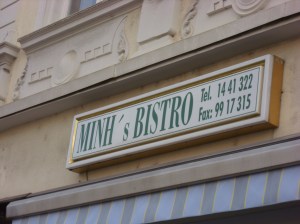 MINH´s BISTRO
Tel. 14 41 322
Fax: 99 17 315